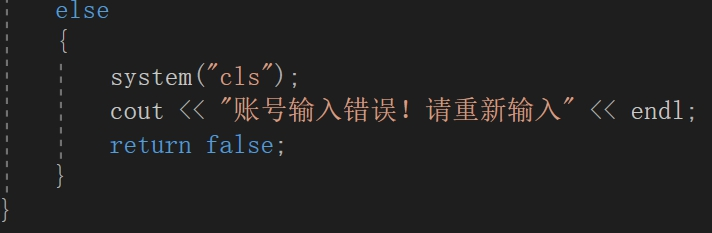 else
{
system("cls");
cout << "账号输入错误！请重新输入" << endl;
return false;
}
}